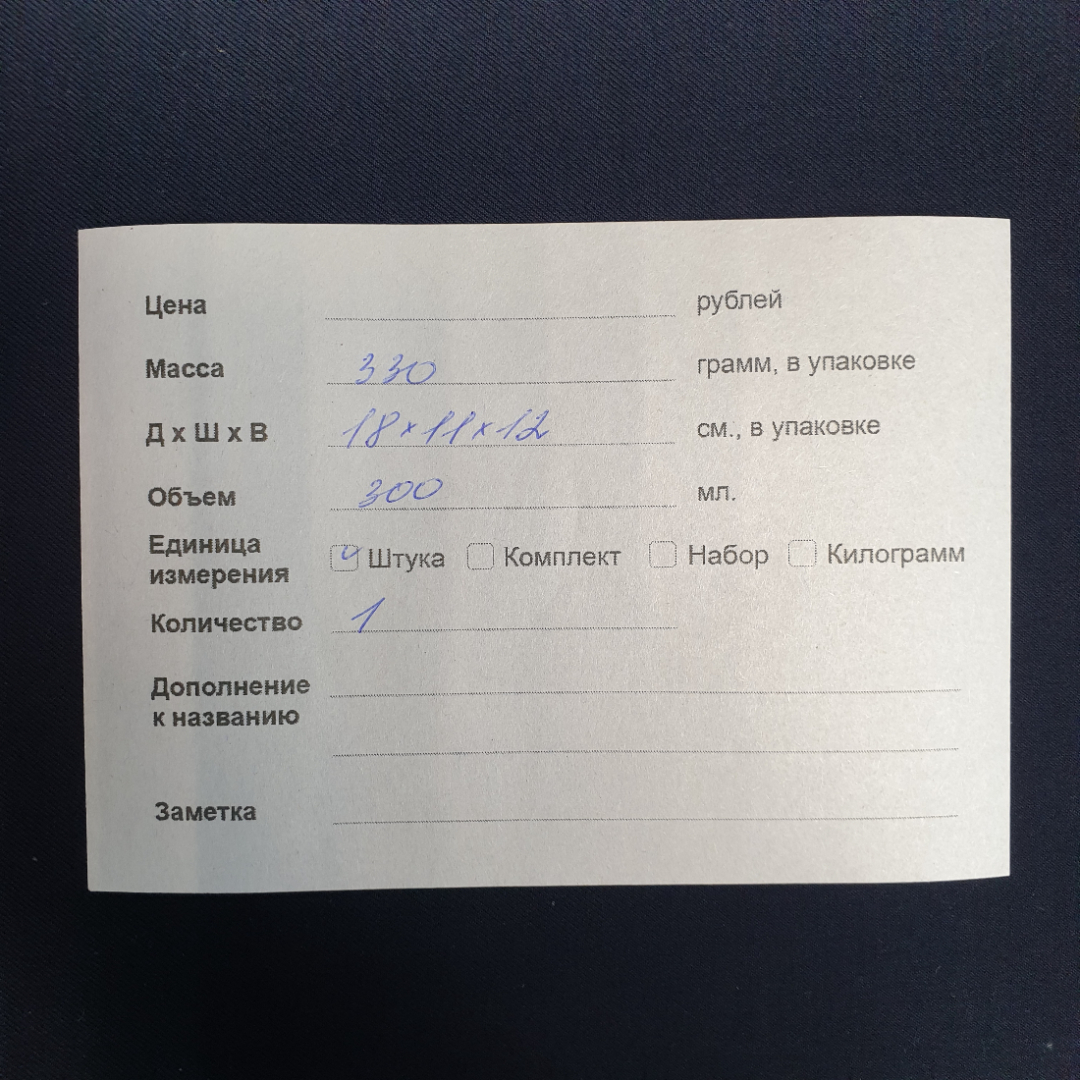 Цена рублей
Масса 330 грамм, в упаковке
Д х Ш х В 18×11×12 см., в упаковке
Объем 300 мл.
Единица измерения Штука Комплект Набор Килограмм
Количество 1
Дополнение
к названию
Заметка